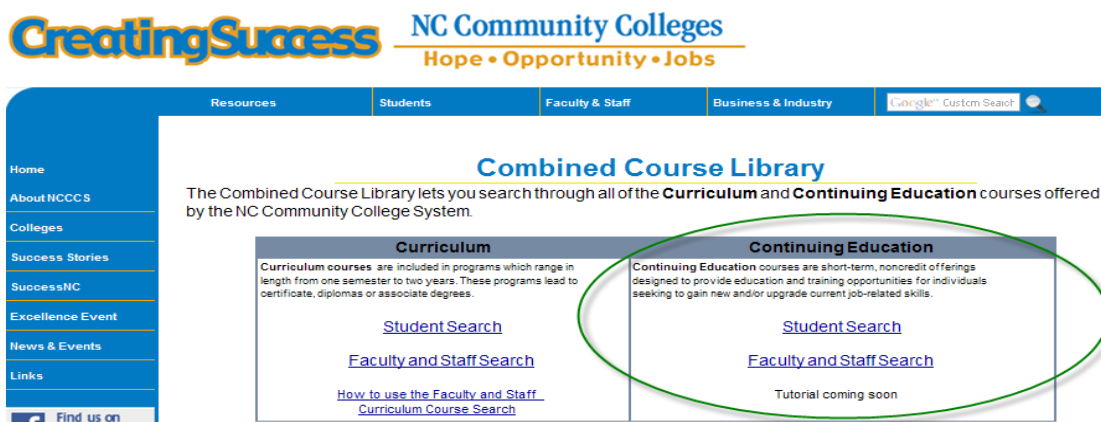 CreatingSuccess
NC Community Colleges
Hope • Opportunity • Jobs
Resources
Students
Faculty & Staff
Business & Industry
Google™ Custom Search
Home
About NCCCS
Colleges
Success Stories
SuccessNC
Excellence Event
News & Events
Links
Find us on
Combined Course Library
The Combined Course Library lets you search through all of the Curriculum and Continuing Education courses offered
by the NC Community College System.
Curriculum
Curriculum courses are included in programs which range in
length from one semester to two years. These programs lead to
certificate, diplomas or associate degrees.
Student Search
Faculty and Staff Search
How to use the Faculty and Staff
Curriculum Course Search
Continuing Education
Continuing Education courses are short-term, noncredit offerings
designed to provide education and training opportunities for individuals
seeking to gain new and/or upgrade current job-related skills.
Student Search
Faculty and Staff Search
Tutorial coming soon